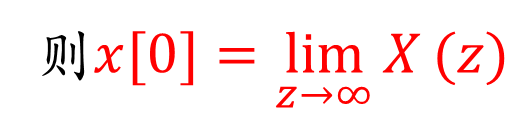 则x[0] = lim z→∞ X (z)